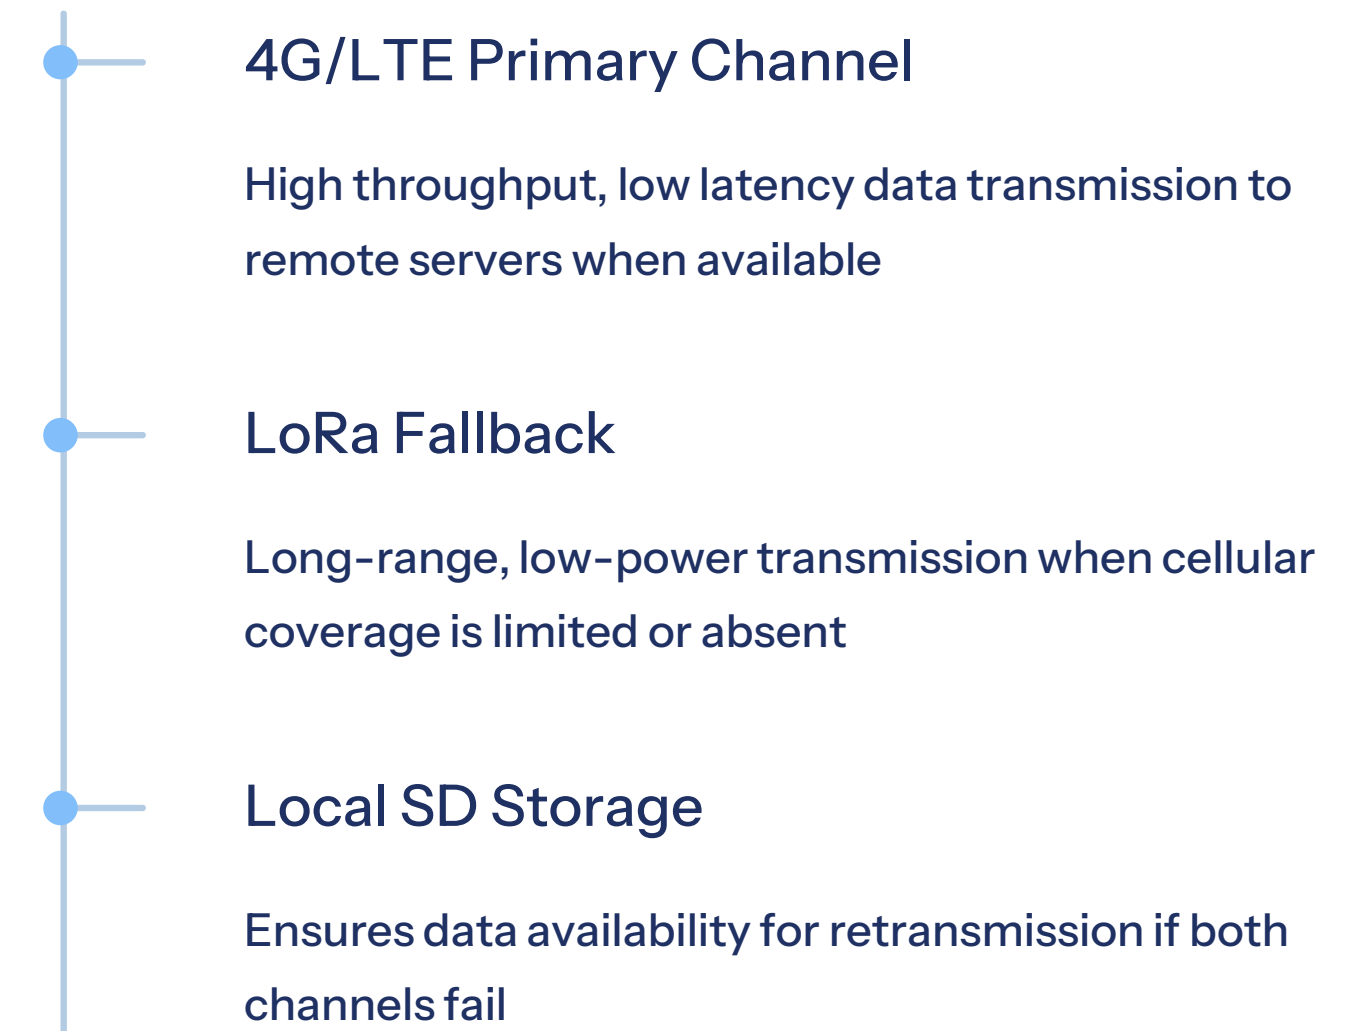 4G/LTE Primary Channel
High throughput, low latency data transmission to
remote servers when available
LoRa Fallback
Long-range, low-power transmission when cellular
coverage is limited or absent
Local SD Storage
Ensures data availability for retransmission if both
channels fail